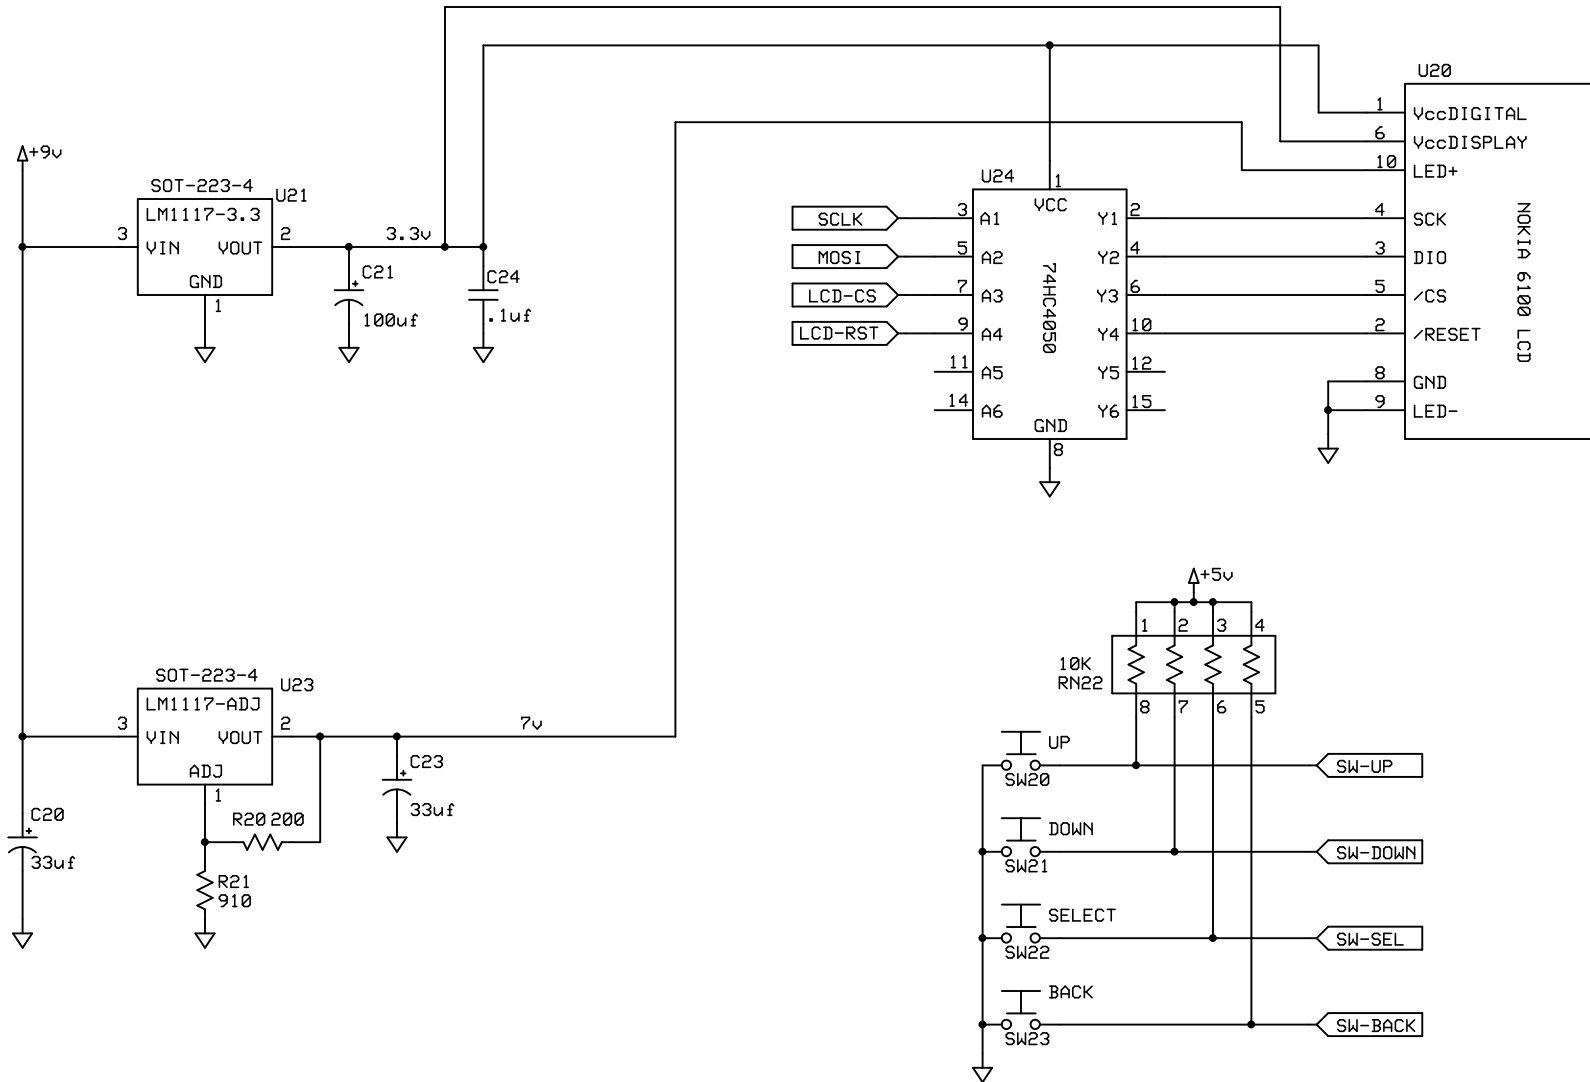 +9v
SOT-223-4
U21
LM1117-3.3
3
VIN
VOUT
2
GND
1
3.3v
C21
+
100uf
C24
.1uf
SOT-223-4
U23
LM1117-ADJ
3
VIN
VOUT
2
ADJ
1
7v
C23
+
33uf
R20 200
R21
910
C20
+
33uf
SCLK
MOSI
LCD-CS
LCD-RST
U24
1
VCC
3
A1
Y1
2
5
A2
Y2
4
7
A3
Y3
6
9
A4
Y4
10
11
A5
Y5
12
14
A6
Y6
15
74HC4050
GND
8
U20
1
VccDIGITAL
6
VccDISPLAY
10
LED+
4
SCK
3
DIO
5
/CS
2
/RESET
8
GND
9
LED-
NOKIA 6100 LCD
+5v
1
2
3
4
10K
RN22
8
7
6
5
UP
SW20
SW-UP
DOWN
SW21
SW-DOWN
SELECT
SW22
SW-SEL
BACK
SW23
SW-BACK